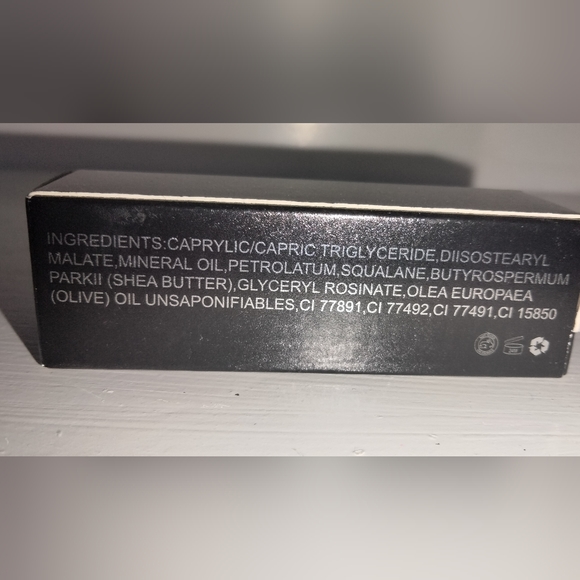 INGREDIENTS:CAPRYLIC/CAPRIC TRIGLYCERIDE,DIISOSTEARYL
MALATE,MINERAL OIL,PETROLATUM,SQUALANE,BUTYROSPERMUM
PARKII (SHEA BUTTER),GLYCERYL ROSINATE,OLEA EUROPAEA
(OLIVE) OIL UNSAPONIFIABLES,CI 77891,CI 77492,CI 77491,CI 15850